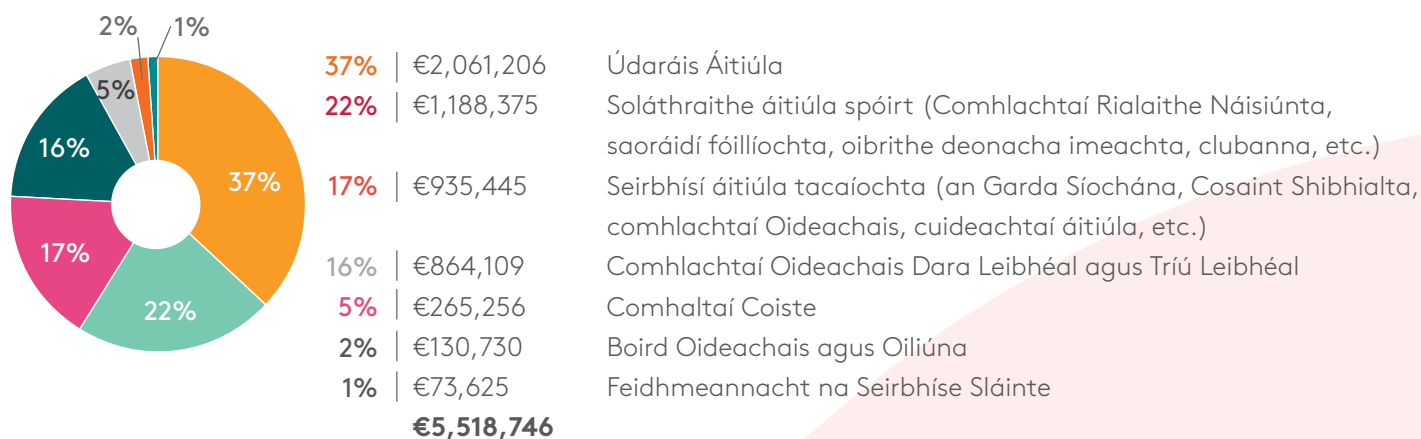 2%
1%
5%
16%
37%
17%
22%
37% €2,061,206 Údaráis Áitiúla
22% €1,188,375 Soláthraithe áitiúla spóirt (Comhlachtaí Rialaithe Náisiúnta,
saoráidí fóillíochta, oibrithe deonacha imeachta, clubanna, etc.)
17% €935,445 Seirbhísí áitiúla tacaíochta (an Garda Síochána, Cosaint Shibhialta,
comhlachtaí Oideachais, cuideachtaí áitiúla, etc.)
16% €864,109 Comhlachtaí Oideachais Dara Leibhéal agus Tríú Leibhéal
5% €265,256 Comhaltaí Coiste
2% €130,730 Boird Oideachais agus Oiliúna
1% €73,625 Feidhmeannacht na Seirbhíse Sláinte
€5,518,746